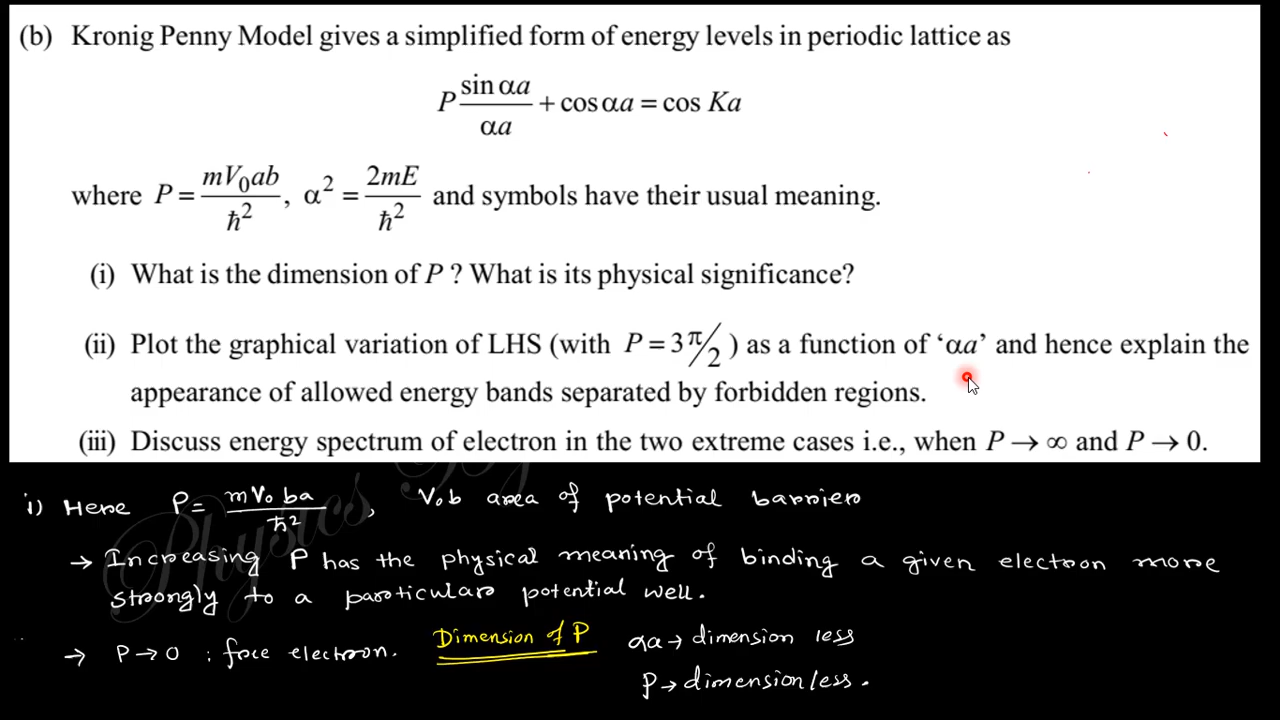 (b) Kronig Penny Model gives a simplified form of energy levels in periodic lattice as
P sin αa / αa + cos αa = cos Ka
where P = mV₀ab / ℏ², α² = 2mE / ℏ² and symbols have their usual meaning.
(i) What is the dimension of P ? What is its physical significance?
(ii) Plot the graphical variation of LHS (with P = 3π/2) as a function of ‘αa’ and hence explain the
appearance of allowed energy bands separated by forbidden regions.
(iii) Discuss energy spectrum of electron in the two extreme cases i.e., when P → ∞ and P → 0.
Physics By
i) Here P = mV₀ ba / ℏ², V₀b area of potential barrier
→ Increasing P has the physical meaning of binding a given electron more
strongly to a particular potential well.
→ P → 0 : free electron. Dimension of P αa → dimension less
P → dimensionless.